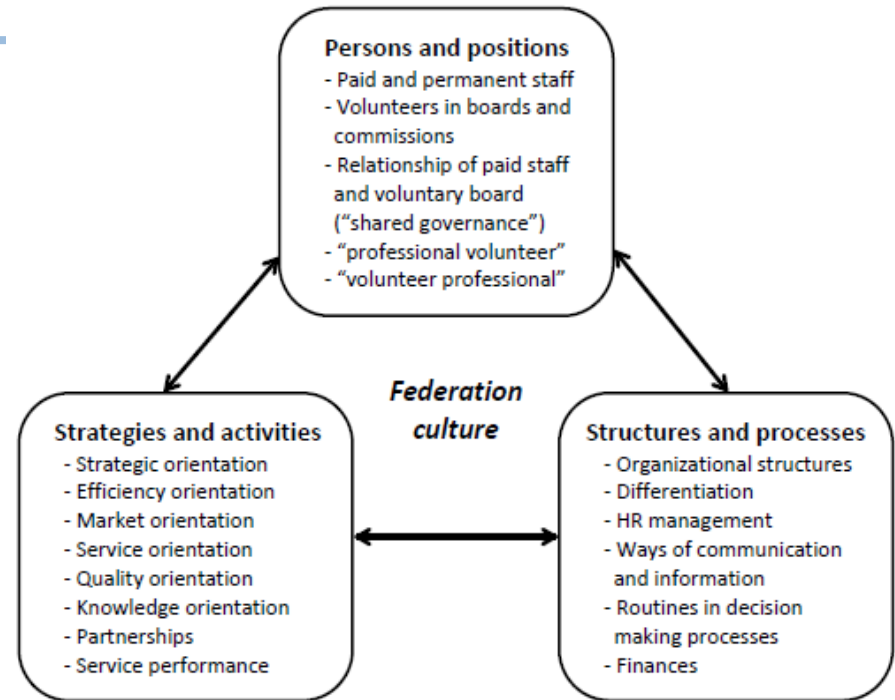 Persons and positions
- Paid and permanent staff
- Volunteers in boards and
commissions
- Relationship of paid staff
and voluntary board
(“shared governance”)
- “professional volunteer”
- “volunteer professional”
Federation
culture
Strategies and activities
- Strategic orientation
- Efficiency orientation
- Market orientation
- Service orientation
- Quality orientation
- Knowledge orientation
- Partnerships
- Service performance
Structures and processes
- Organizational structures
- Differentiation
- HR management
- Ways of communication
and information
- Routines in decision
making processes
- Finances